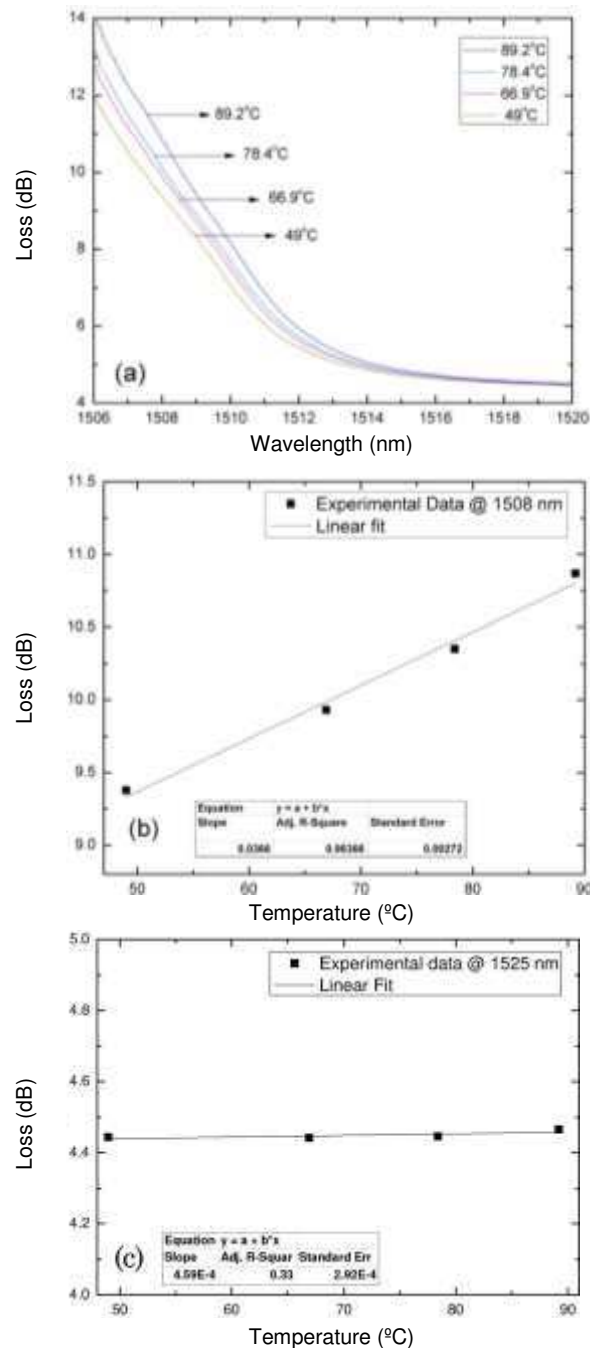 14
12
10
8
6
4
Loss (dB)
89.2°C
78.4°C
66.9°C
49°C
89.2°C
78.4°C
66.9°C
49°C
(a)
1506 1508 1510 1512 1514 1516 1518 1520
Wavelength (nm)
11.5
11.0
10.5
10.0
9.5
9.0
Loss (dB)
Experimental Data @ 1508 nm
Linear fit
(b)
Equation y = a + b*x
Slope Adj. R-Square Standard Error
0.0366 0.00272
50 60 70 80 90
Temperature (ºC)
5.0
4.8
4.6
4.4
4.2
4.0
Loss (dB)
Experimental data @ 1525 nm
Linear Fit
(c)
Equation y = a + b*x
Slope Adj. R-Squar Standard Err
4.59E-4 0.33 2.92E-4
50 60 70 80 90
Temperature (ºC)